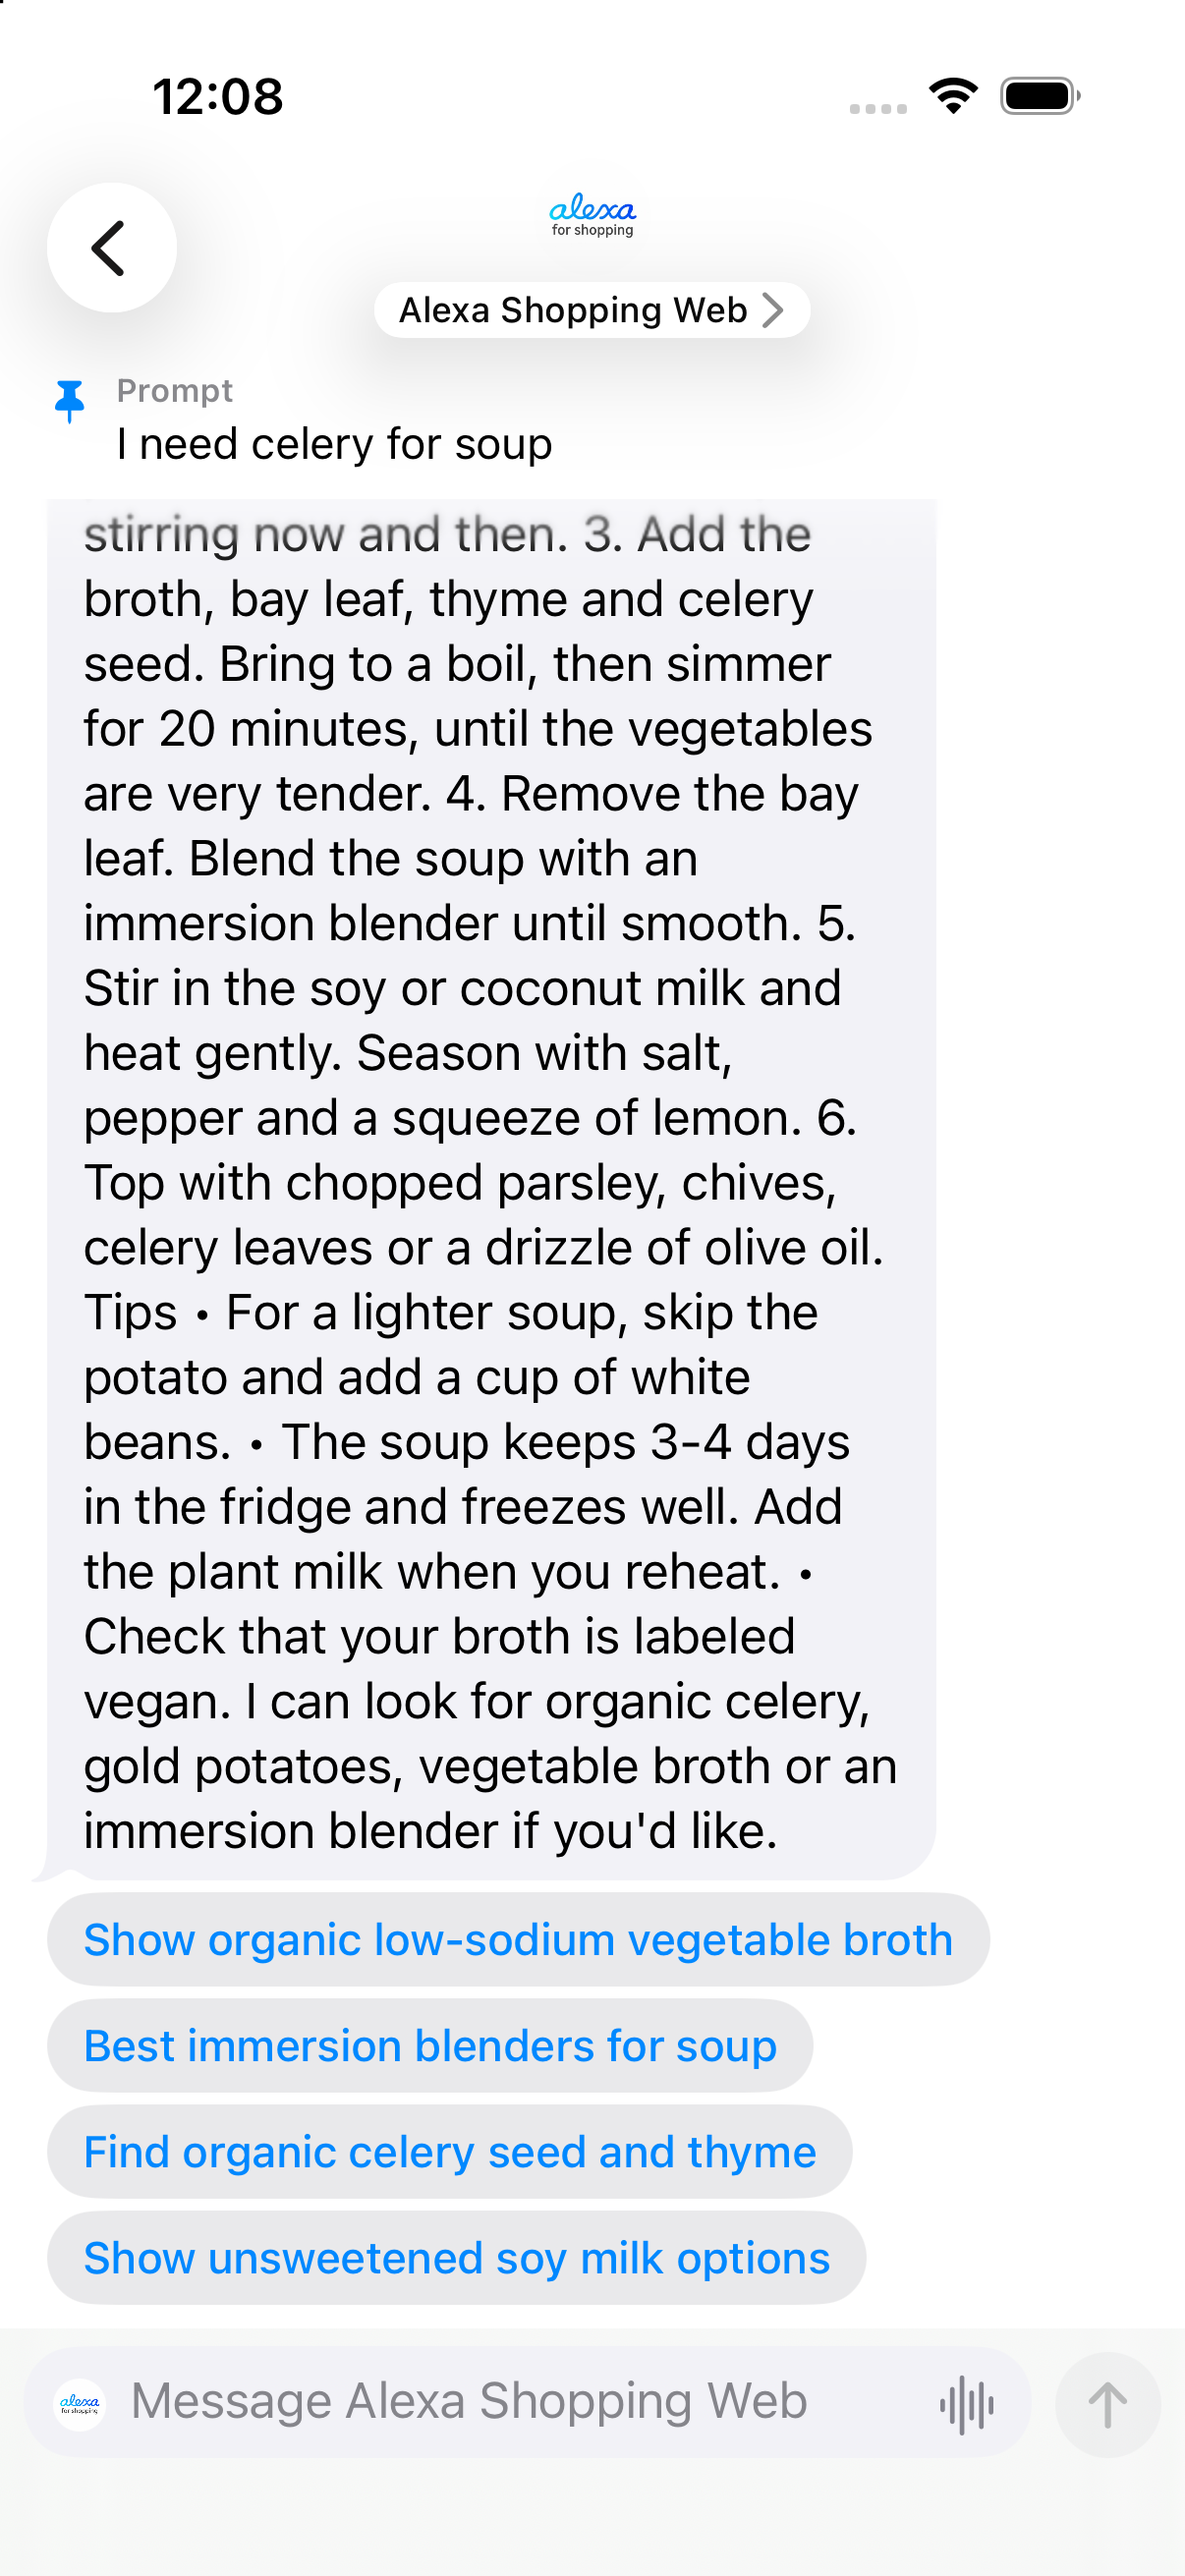 12:08
alexa
for shopping
Alexa Shopping Web
Prompt
I need celery for soup
stirring now and then. 3. Add the
broth, bay leaf, thyme and celery
seed. Bring to a boil, then simmer
for 20 minutes, until the vegetables
are very tender. 4. Remove the bay
leaf. Blend the soup with an
immersion blender until smooth. 5.
Stir in the soy or coconut milk and
heat gently. Season with salt,
pepper and a squeeze of lemon. 6.
Top with chopped parsley, chives,
celery leaves or a drizzle of olive oil.
Tips • For a lighter soup, skip the
potato and add a cup of white
beans. • The soup keeps 3-4 days
in the fridge and freezes well. Add
the plant milk when you reheat. •
Check that your broth is labeled
vegan. I can look for organic celery,
gold potatoes, vegetable broth or an
immersion blender if you'd like.
Show organic low-sodium vegetable broth
Best immersion blenders for soup
Find organic celery seed and thyme
Show unsweetened soy milk options
alexa
for shopping
Message Alexa Shopping Web